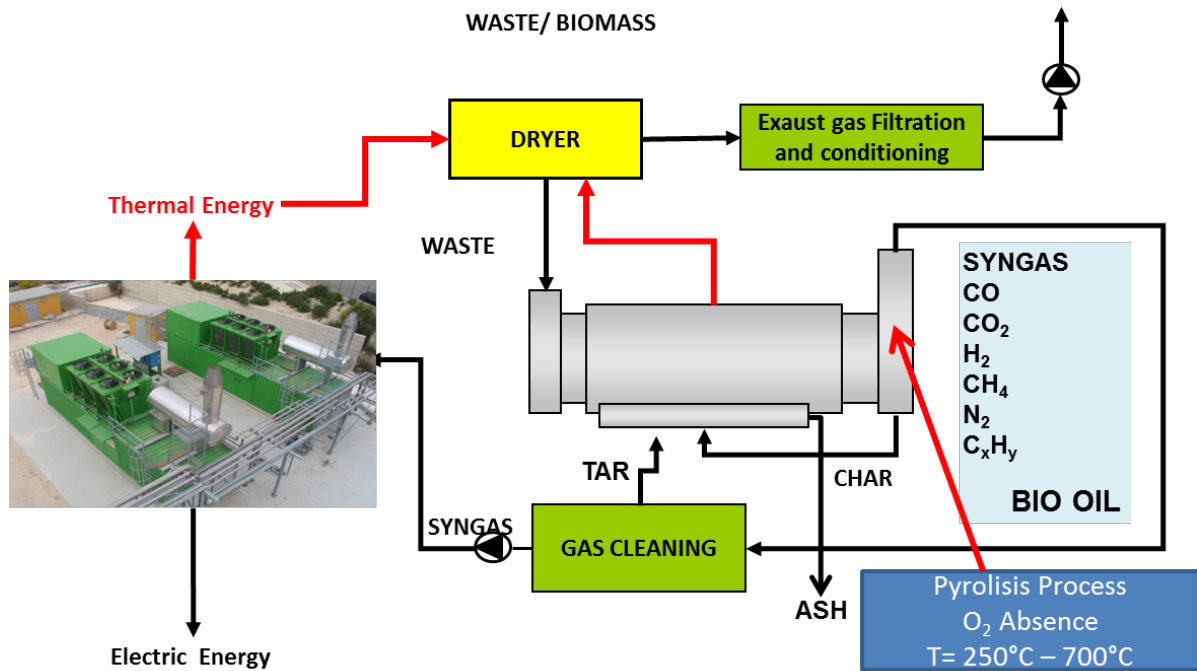 WASTE/ BIOMASS
DRYER
Exaust gas Filtration
and conditioning
Thermal Energy
WASTE
SYNGAS
CO
CO₂
H₂
CH₄
N₂
CₓHᵧ
BIO OIL
TAR
CHAR
SYNGAS
GAS CLEANING
ASH
Pyrolisis Process
O₂ Absence
T= 250°C – 700°C
Electric Energy